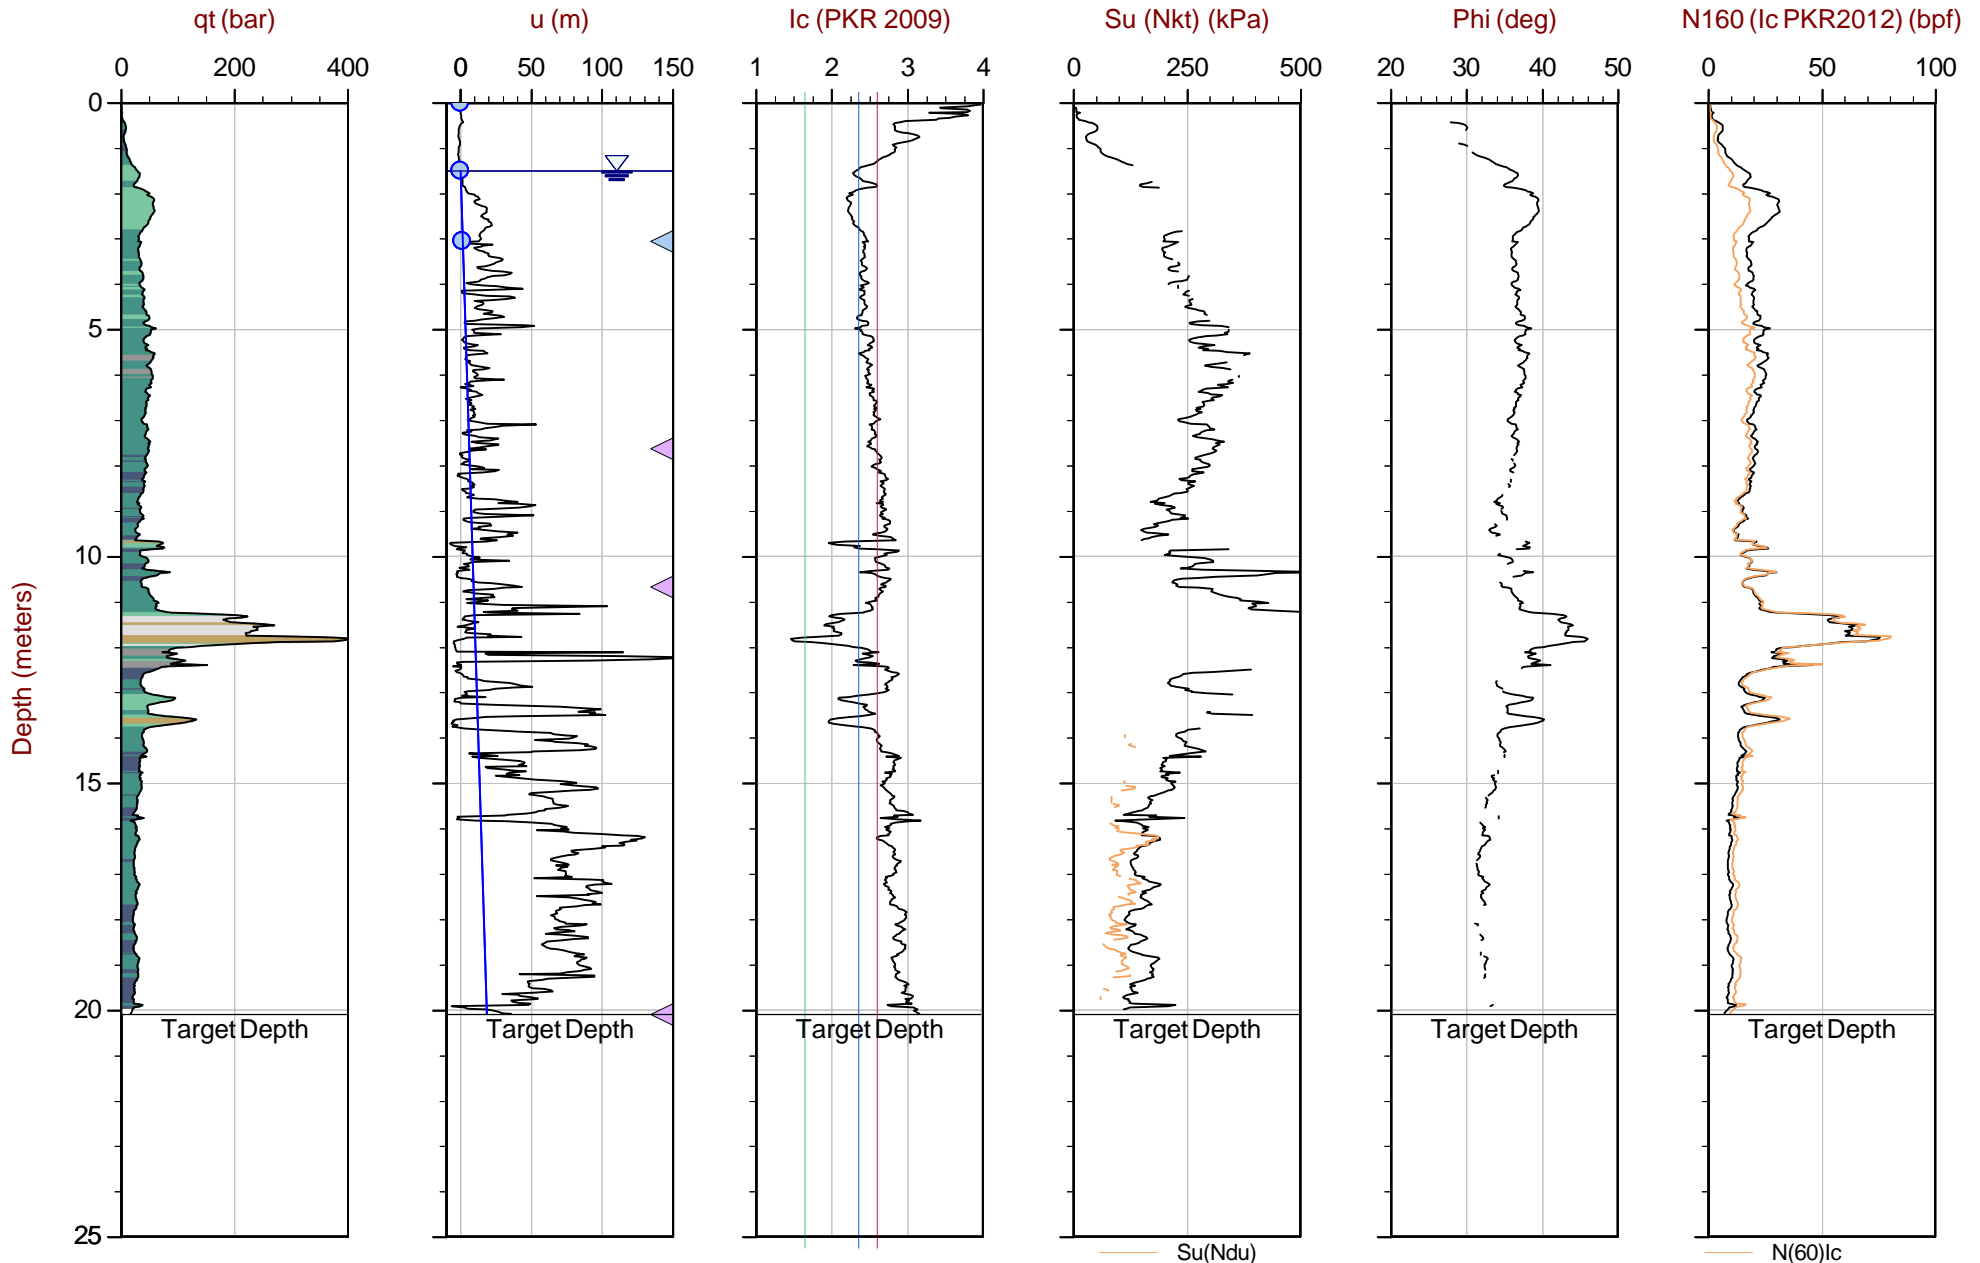 qt (bar) u (m) Ic (PKR 2009) Su (Nkt) (kPa) Phi (deg) N160 (Ic PKR2012) (bpf)
0 200 400 0 50 100 150 1 2 3 4 0 250 500 20 30 40 50 0 50 100
0
5
10
Depth (meters)
15
20
Target Depth Target Depth Target Depth Target Depth Target Depth Target Depth
25
Su(Ndu) N(60)Ic